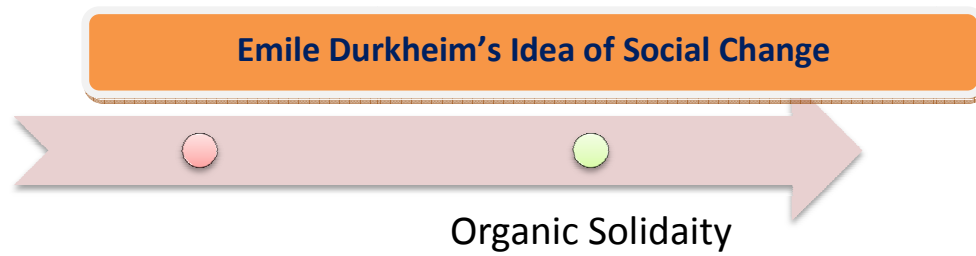 Emile Durkheim’s Idea of Social Change
Organic Solidaity